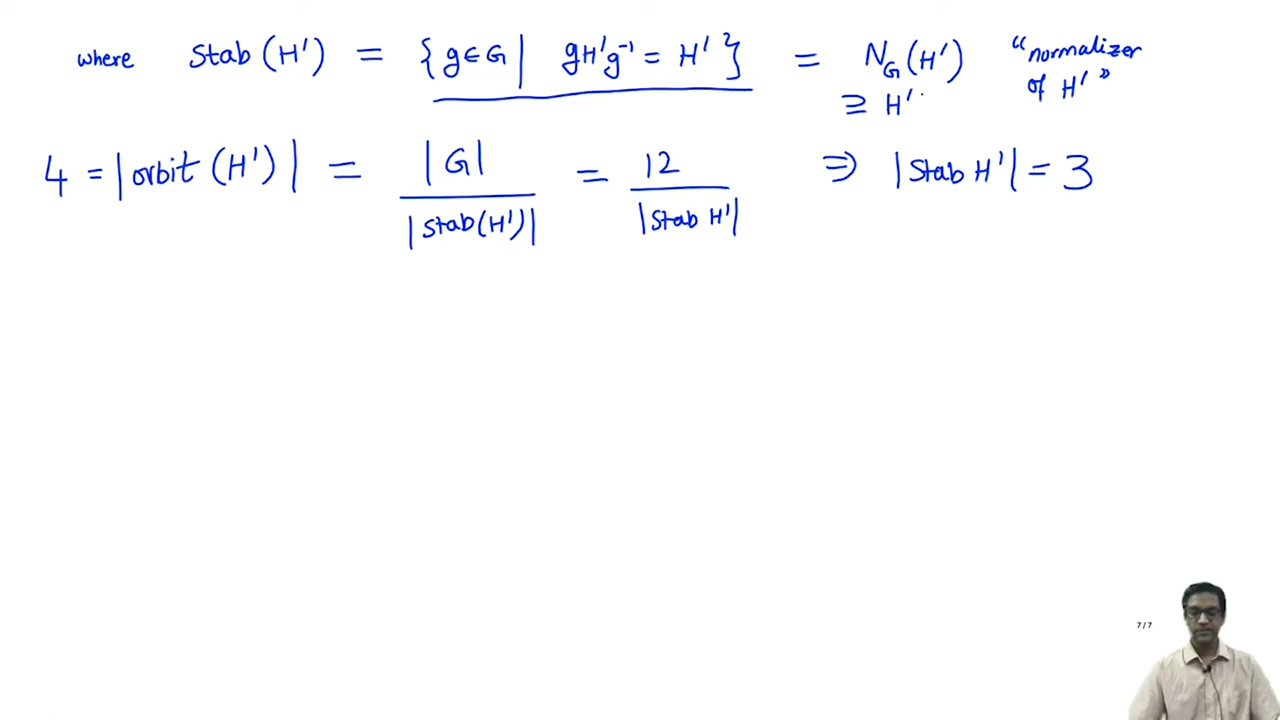 where Stab (H') = {g∈G | gH'g⁻¹ = H'} = N_G(H') "normalizer of H'"
⊇ H'
4 = |orbit (H')| = |G| / |Stab(H')| = 12 / |Stab H'| ⇒ |Stab H'| = 3
7/7